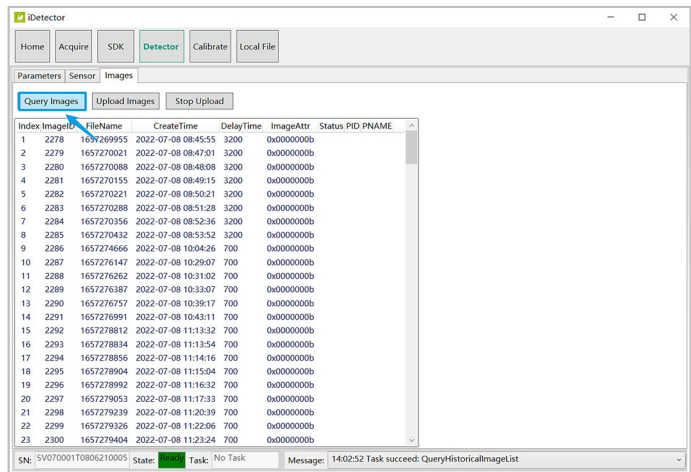 iDetector
Home Acquire SDK Detector Calibrate Local File
Parameters Sensor Images
Query Images Upload Images Stop Upload
Index ImageID FileName CreateTime DelayTime ImageAttr Status PID PNAME
1 2278 1657269955 2022-07-08 08:45:55 3200 0x0000000b
2 2279 1657270021 2022-07-08 08:47:01 3200 0x0000000b
3 2280 1657270088 2022-07-08 08:48:08 3200 0x0000000b
4 2281 1657270155 2022-07-08 08:49:15 3200 0x0000000b
5 2282 1657270221 2022-07-08 08:50:21 3200 0x0000000b
6 2283 1657270288 2022-07-08 08:51:28 3200 0x0000000b
7 2284 1657270356 2022-07-08 08:52:36 3200 0x0000000b
8 2285 1657270432 2022-07-08 08:53:52 3200 0x0000000b
9 2286 1657274666 2022-07-08 10:04:26 700 0x0000000b
10 2287 1657276147 2022-07-08 10:29:07 700 0x0000000b
11 2288 1657276262 2022-07-08 10:31:02 700 0x0000000b
12 2289 1657276387 2022-07-08 10:33:07 700 0x0000000b
13 2290 1657276757 2022-07-08 10:39:17 700 0x0000000b
14 2291 1657276991 2022-07-08 10:43:11 700 0x0000000b
15 2292 1657278812 2022-07-08 11:13:32 700 0x0000000b
16 2293 1657278834 2022-07-08 11:13:54 700 0x0000000b
17 2294 1657278856 2022-07-08 11:14:16 700 0x0000000b
18 2295 1657278904 2022-07-08 11:15:04 700 0x0000000b
19 2296 1657278992 2022-07-08 11:16:32 700 0x0000000b
20 2297 1657279053 2022-07-08 11:17:33 700 0x0000000b
21 2298 1657279239 2022-07-08 11:20:39 700 0x0000000b
22 2299 1657279326 2022-07-08 11:22:06 700 0x0000000b
23 2300 1657279404 2022-07-08 11:23:24 700 0x0000000b
SN: SV070001T0806210005 State: Ready Task: No Task Message: 14:02:52 Task succeed: QueryHistoricalImageList